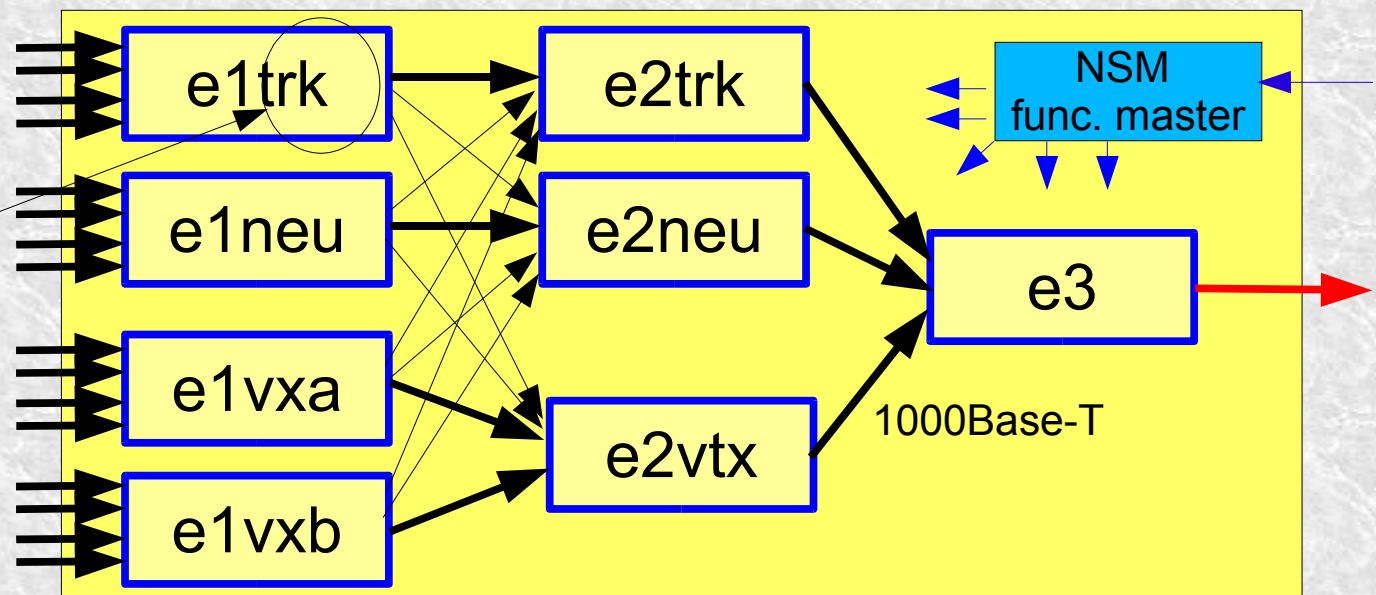 e1trk
e2trk
NSM
func. master
e1neu
e2neu
e3
e1vxa
1000Base-T
e2vtx
e1vxb